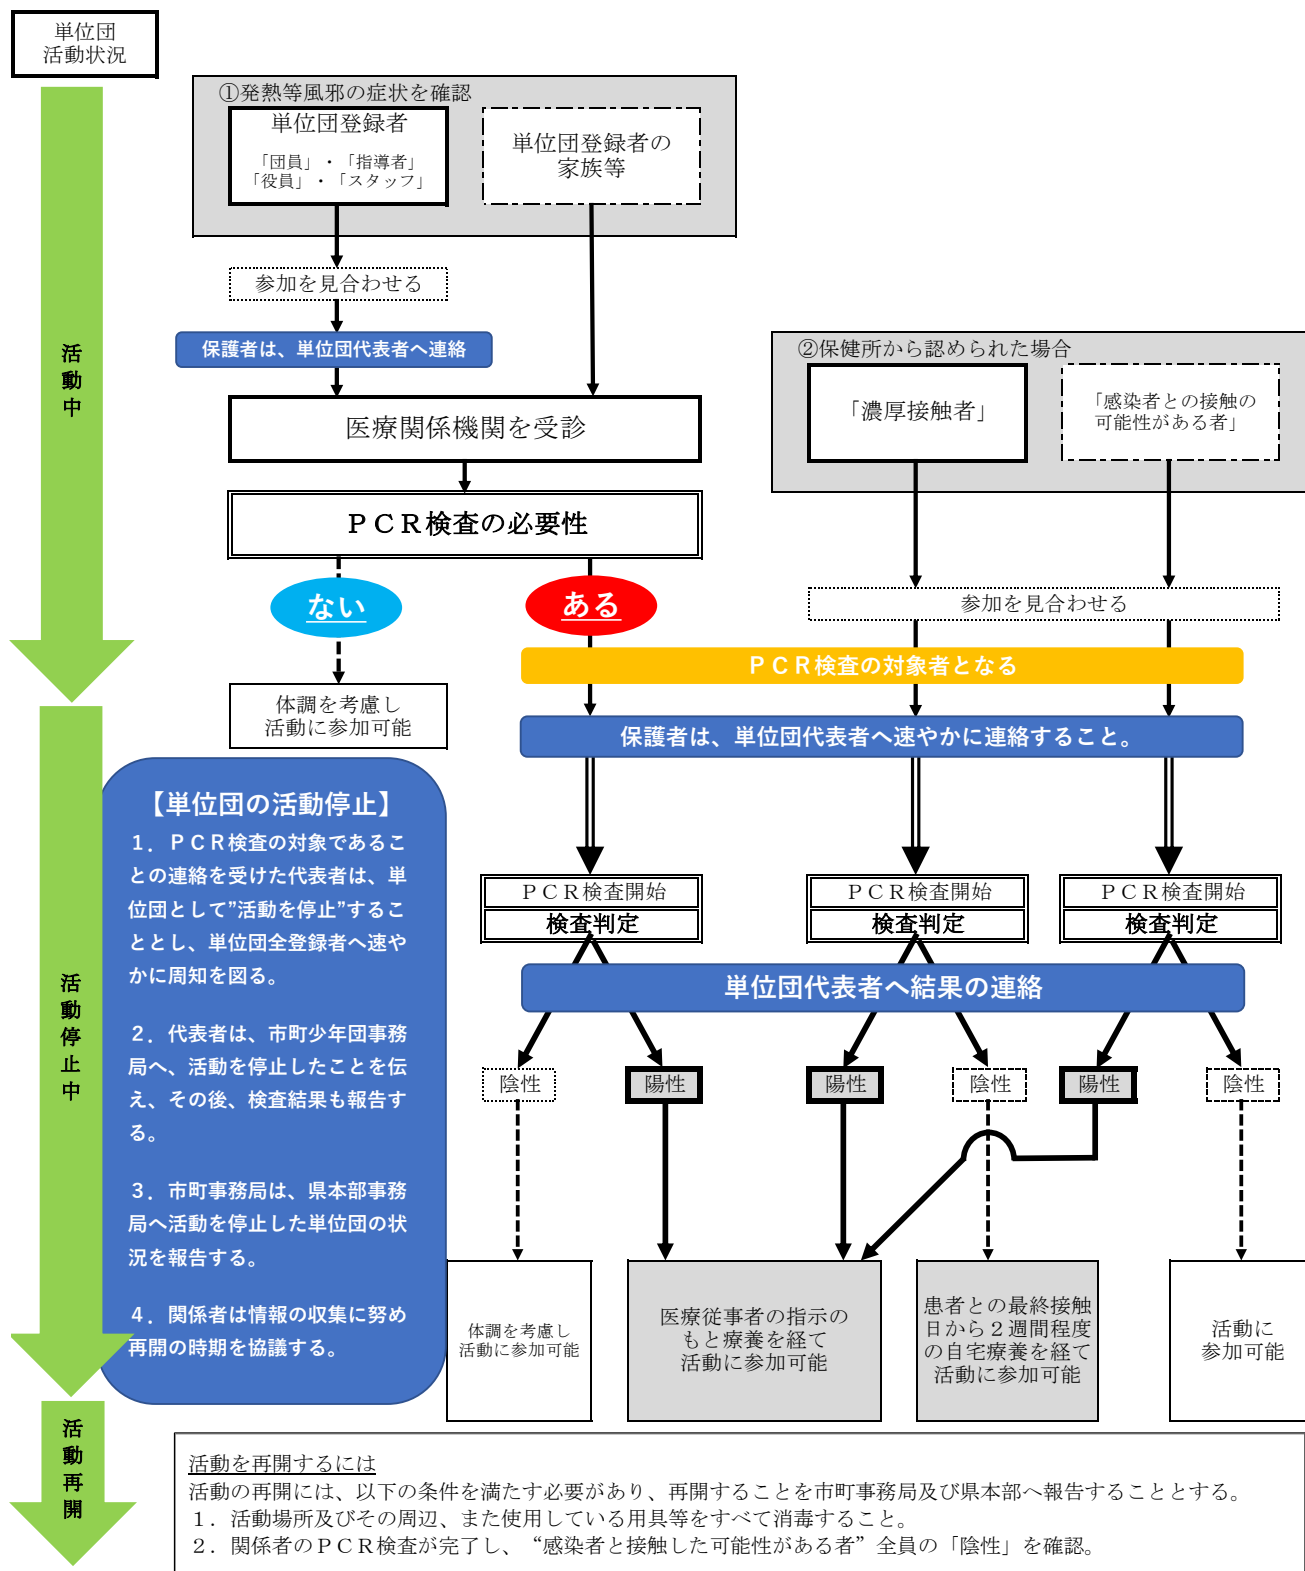 単位団
活動状況
①発熱等風邪の症状を確認
単位団登録者
「団員」・「指導者」
「役員」・「スタッフ」
単位団登録者の
家族等
参加を見合わせる
保護者は、単位団代表者へ連絡
活動中
②保健所から認められた場合
「濃厚接触者」
「感染者との接触の
可能性がある者」
医療関係機関を受診
ＰＣＲ検査の必要性
ない
ある
参加を見合わせる
ＰＣＲ検査の対象者となる
体調を考慮し
活動に参加可能
保護者は、単位団代表者へ速やかに連絡すること。
【単位団の活動停止】
１．ＰＣＲ検査の対象であるこ
との連絡を受けた代表者は、単
位団として”活動を停止”するこ
ととし、単位団全登録者へ速や
かに周知を図る。
２．代表者は、市町少年団事務
局へ、活動を停止したことを伝
え、その後、検査結果も報告す
る。
３．市町事務局は、県本部事務
局へ活動を停止した単位団の状
況を報告する。
４．関係者は情報の収集に努め
再開の時期を協議する。
活動停止中
ＰＣＲ検査開始
検査判定
ＰＣＲ検査開始
検査判定
ＰＣＲ検査開始
検査判定
単位団代表者へ結果の連絡
陰性
陽性
陽性
陰性
陽性
陰性
体調を考慮し
活動に参加可能
医療従事者の指示の
もと療養を経て
活動に参加可能
患者との最終接触
日から２週間程度
の自宅療養を経て
活動に参加可能
活動に
参加可能
活動再開
活動を再開するには
活動の再開には、以下の条件を満たす必要があり、再開することを市町事務局及び県本部へ報告することとする。
１．活動場所及びその周辺、また使用している用具等をすべて消毒すること。
２．関係者のＰＣＲ検査が完了し、“感染者と接触した可能性がある者”全員の「陰性」を確認。